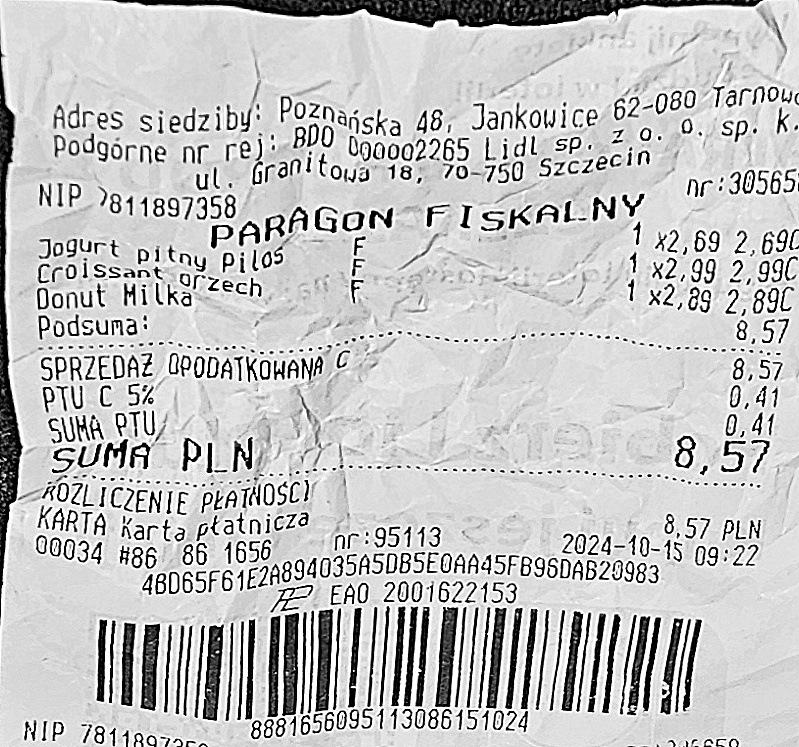 Adres siedziby: Poznańska 48, Jankowice 62-080 Tarnowo
Podgórne nr rej: BDO 000002265 Lidl sp. z o. o. sp. k.
ul. Granitowa 18, 70-750 Szczecin
NIP 7811897358 nr:305658
PARAGON FISKALNY
Jogurt pitny Pilos F 1 x2,69 2,69C
Croissant orzech F 1 x2,99 2,99C
Donut Milka F 1 x2,89 2,89C
Podsuma: 8,57
SPRZEDAŻ OPODATKOWANA C 8,57
PTU C 5% 0,41
SUMA PTU 0,41
SUMA PLN 8,57
ROZLICZENIE PŁATNOŚCI
KARTA Karta płatnicza 8,57 PLN
00034 #86 86 1656 nr:95113 2024-10-15 09:22
4BD65F61E2A894035A5DB5E0AA45FB96DAB20983
EAO 2001622153
8881656095113086151024
NIP 7811897358